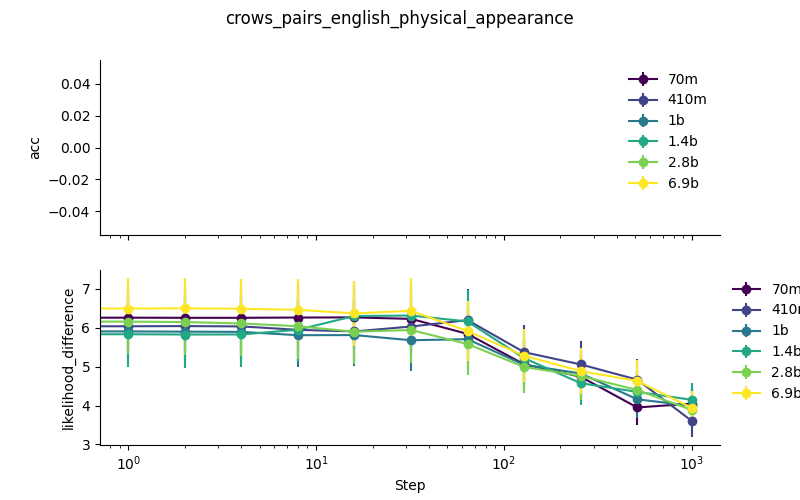 crows_pairs_english_physical_appearance
acc
0.04
0.02
0.00
−0.02
−0.04
70m
410m
1b
1.4b
2.8b
6.9b
likelihood_difference
7
6
5
4
3
70m
410m
1b
1.4b
2.8b
6.9b
10⁰
10¹
10²
10³
Step